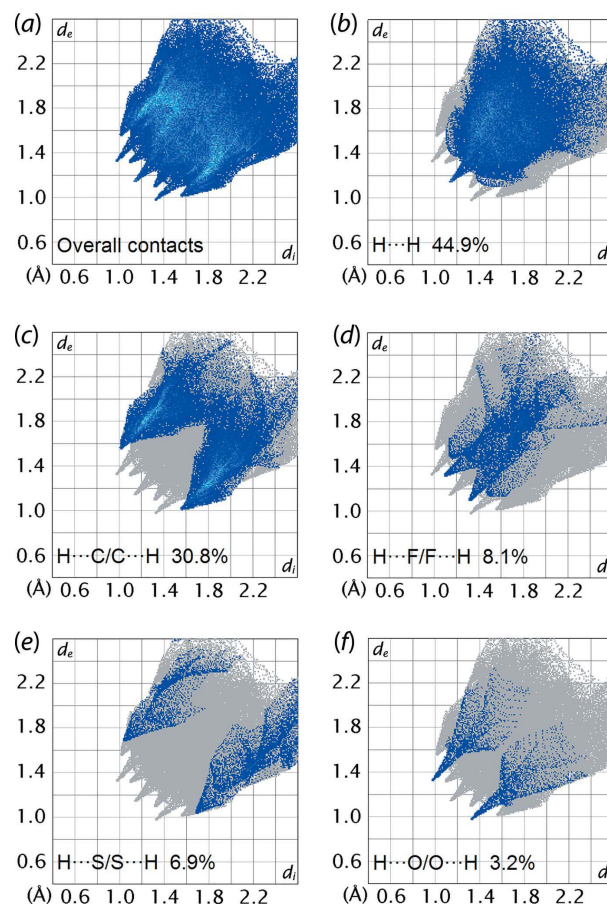 (a) (b)
de de
2.2 2.2
1.8 1.8
1.4 1.4
1.0 1.0
0.6 Overall contacts di 0.6 H···H 44.9% d
(Å) 0.6 1.0 1.4 1.8 2.2 (Å) 0.6 1.0 1.4 1.8 2.2
(c) (d)
de de
2.2 2.2
1.8 1.8
1.4 1.4
1.0 1.0
0.6 H···C/C···H 30.8% di 0.6 H···F/F···H 8.1% d
(Å) 0.6 1.0 1.4 1.8 2.2 (Å) 0.6 1.0 1.4 1.8 2.2
(e) (f)
de de
2.2 2.2
1.8 1.8
1.4 1.4
1.0 1.0
0.6 H···S/S···H 6.9% di 0.6 H···O/O···H 3.2% d
(Å) 0.6 1.0 1.4 1.8 2.2 (Å) 0.6 1.0 1.4 1.8 2.2